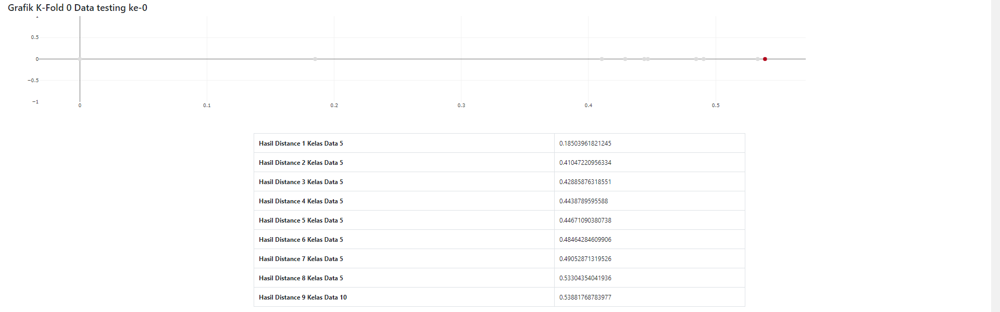 Grafik K-Fold 0 Data testing ke-0
1
0.5
0
−0.5
−1
0 0.1 0.2 0.3 0.4 0.5
Hasil Distance 1 Kelas Data 5 0.18503961821245
Hasil Distance 2 Kelas Data 5 0.41047220956334
Hasil Distance 3 Kelas Data 5 0.42885876318551
Hasil Distance 4 Kelas Data 5 0.4438789595588
Hasil Distance 5 Kelas Data 5 0.44671090380738
Hasil Distance 6 Kelas Data 5 0.48464284609906
Hasil Distance 7 Kelas Data 5 0.49052871319526
Hasil Distance 8 Kelas Data 5 0.53304354041936
Hasil Distance 9 Kelas Data 10 0.53881768783977